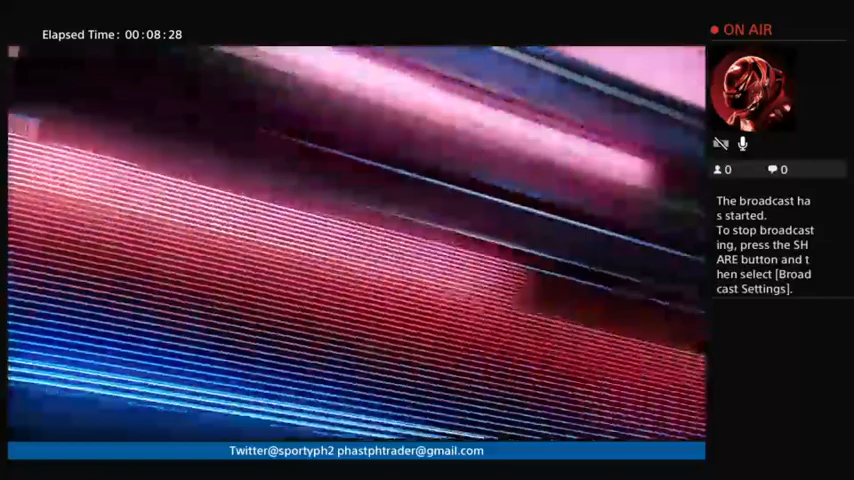 Elapsed Time: 00:08:28
ON AIR
0 0
The broadcast ha
s started.
To stop broadcast
ing, press the SH
ARE button and t
hen select [Broad
cast Settings].
Twitter@sportyph2 phastphtrader@gmail.com